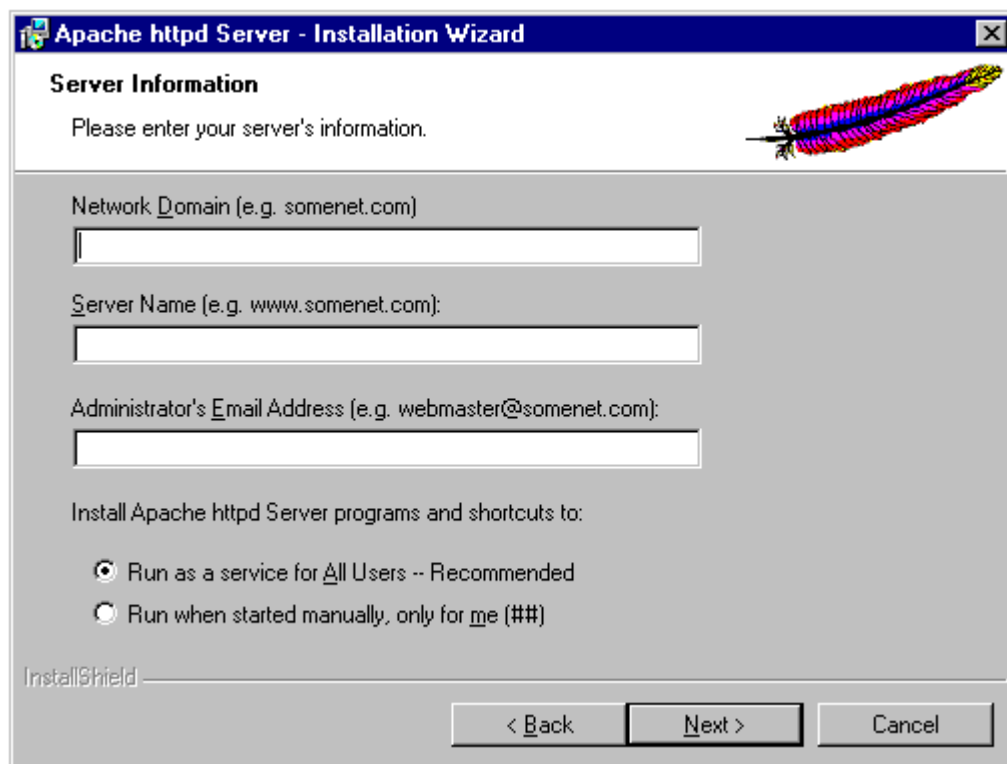 Apache httpd Server - Installation Wizard
Server Information
Please enter your server's information.
Network Domain (e.g. somenet.com)
Server Name (e.g. www.somenet.com):
Administrator's Email Address (e.g. webmaster@somenet.com):
Install Apache httpd Server programs and shortcuts to:
Run as a service for All Users -- Recommended
Run when started manually, only for me (##)
InstallShield
< Back Next > Cancel